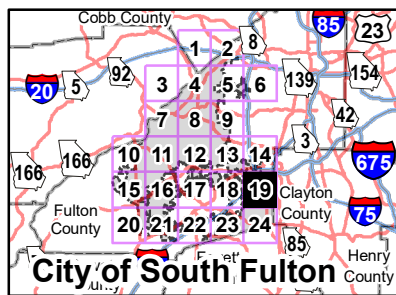 Cobb County
85
23
1 2 8
92
3 4 5 6
139
154
20
5
42
7 8 9
3
10 11 12 13 14
166
675
166
15 16 17 18 19
Clayton
County
Fulton
County
75
20 21 22 23 24
85
Henry
County
City of South Fulton